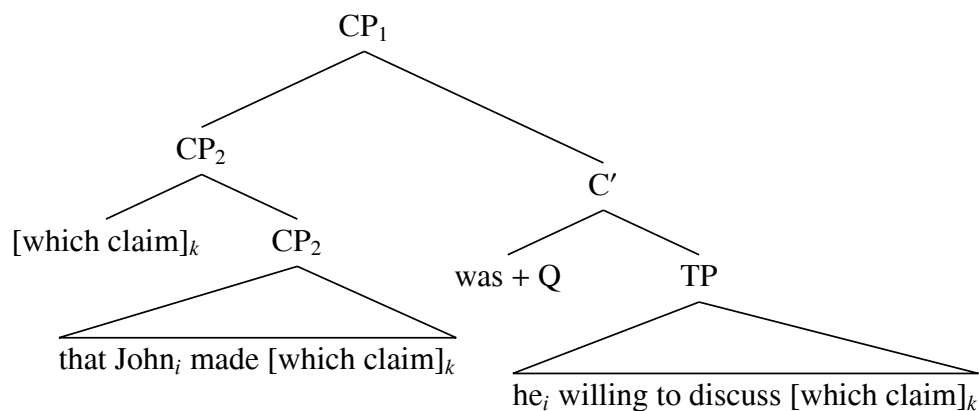 CP₁
CP₂
C′
[which claim]ₖ CP₂
was + Q TP
that Johnᵢ made [which claim]ₖ
heᵢ willing to discuss [which claim]ₖ